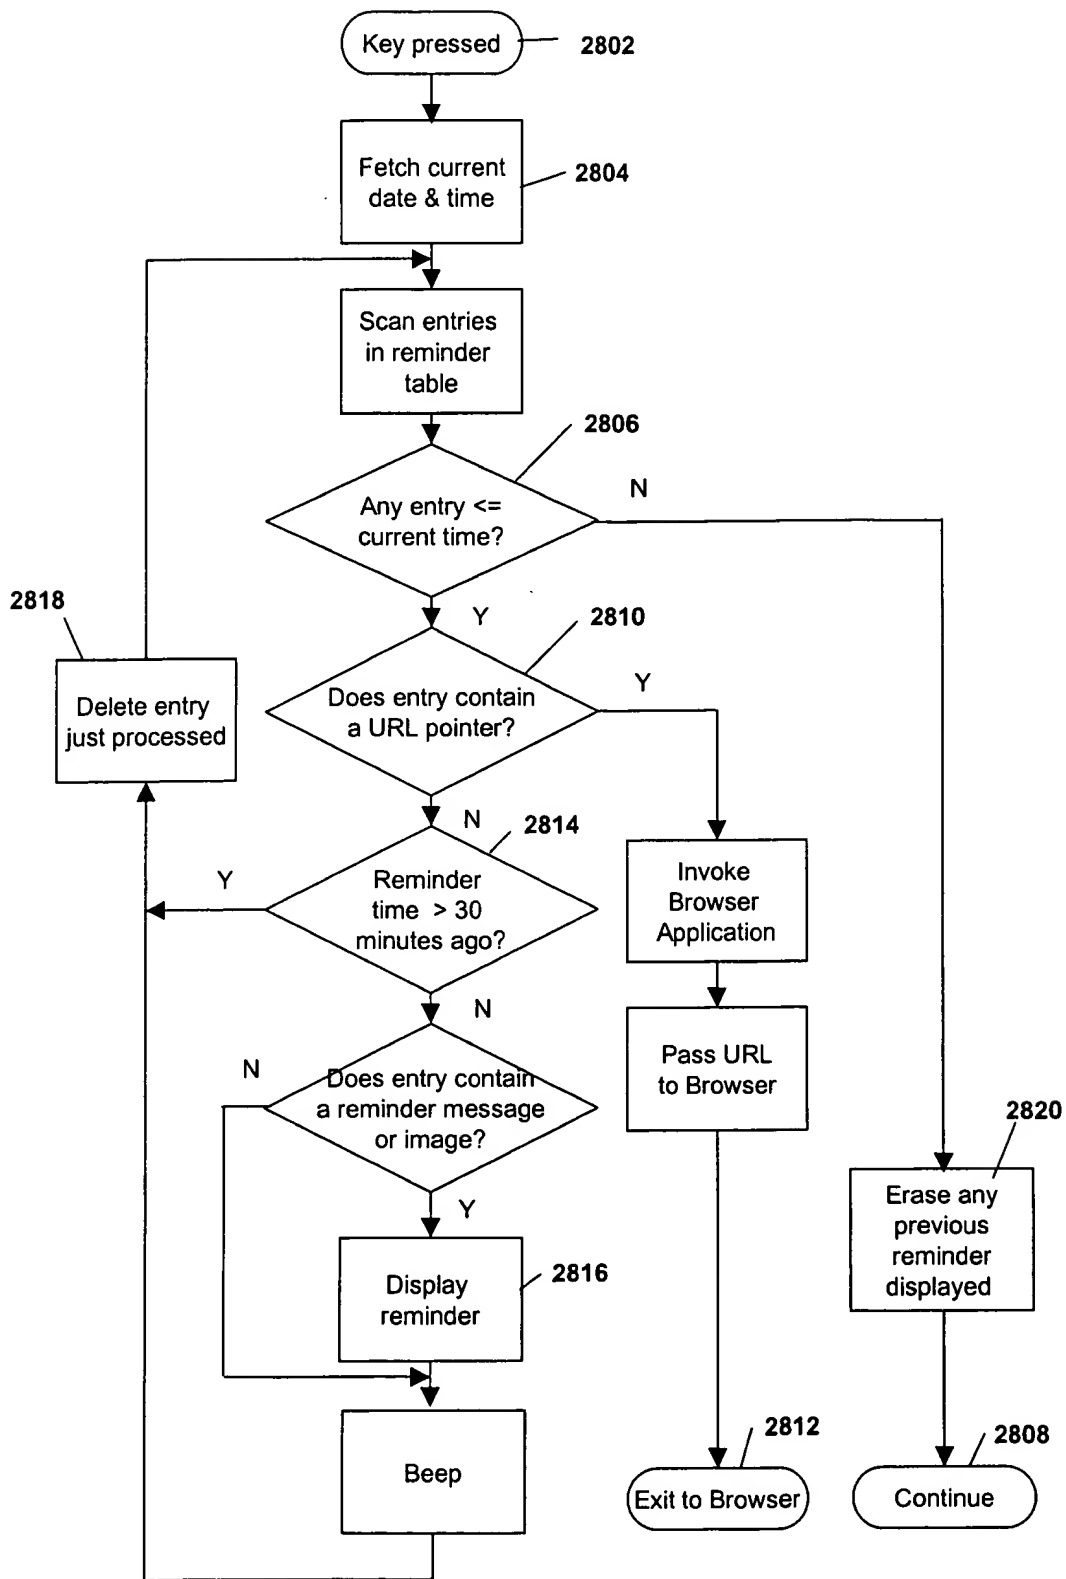 Key pressed
2802
Fetch current
date & time
2804
Scan entries
in reminder
table
2806
Any entry <=
current time?
N
Y
2818
Delete entry
just processed
2810
Does entry contain
a URL pointer?
Y
N
2814
Reminder
time > 30
minutes ago?
Y
N
Invoke
Browser
Application
Pass URL
to Browser
Does entry contain
a reminder message
or image?
N
Y
2820
Erase any
previous
reminder
displayed
Display
reminder
2816
Beep
2812
Exit to Browser
2808
Continue